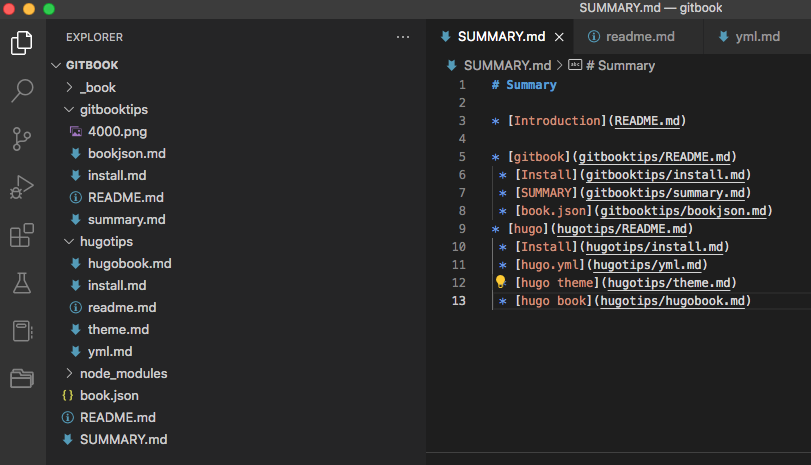 SUMMARY.md — gitbook
EXPLORER
GITBOOK
_book
gitbooktips
4000.png
bookjson.md
install.md
README.md
summary.md
hugotips
hugobook.md
install.md
readme.md
theme.md
yml.md
node_modules
{} book.json
README.md
SUMMARY.md
SUMMARY.md readme.md yml.md
SUMMARY.md > abc # Summary
1 # Summary
2
3 * [Introduction](README.md)
4
5 * [gitbook](gitbooktips/README.md)
6 * [Install](gitbooktips/install.md)
7 * [SUMMARY](gitbooktips/summary.md)
8 * [book.json](gitbooktips/bookjson.md)
9 * [hugo](hugotips/README.md)
10 * [Install](hugotips/install.md)
11 * [hugo.yml](hugotips/yml.md)
12 [hugo theme](hugotips/theme.md)
13 * [hugo book](hugotips/hugobook.md)